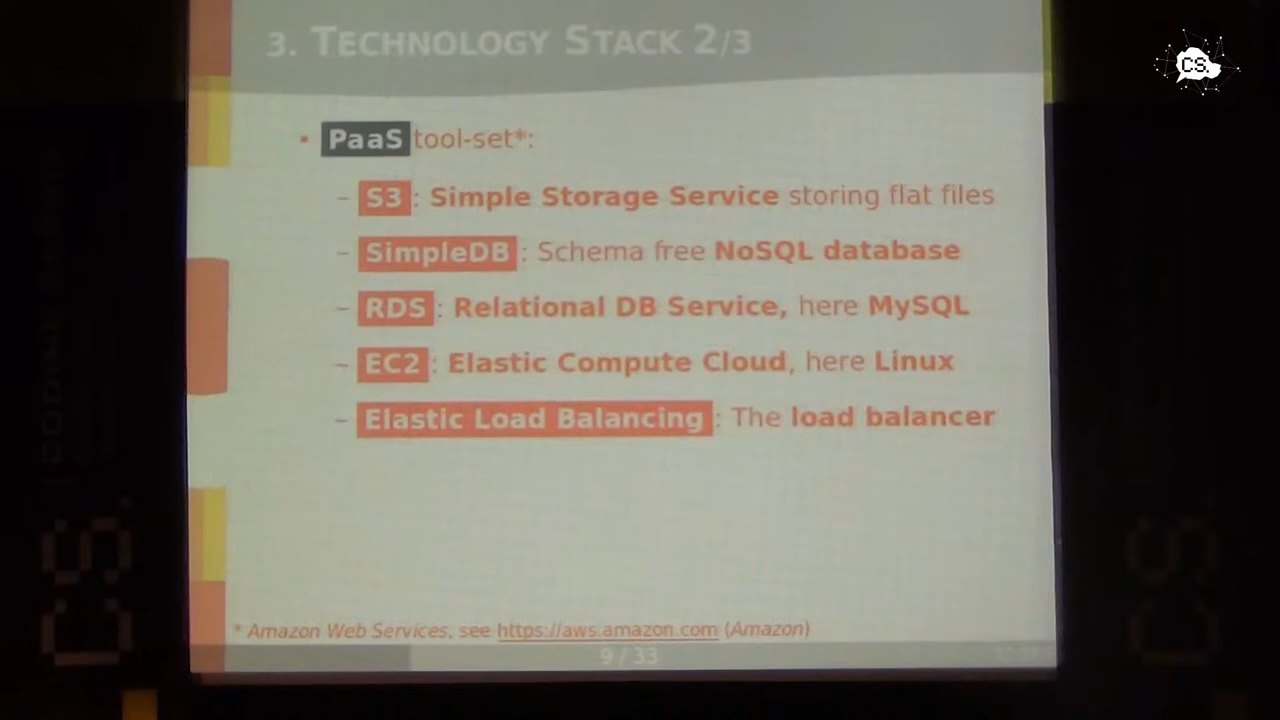 3. TECHNOLOGY STACK 2/3
CS.
▪ PaaS tool-set*:
– S3 : Simple Storage Service storing flat files
– SimpleDB : Schema free NoSQL database
– RDS : Relational DB Service, here MySQL
– EC2 : Elastic Compute Cloud, here Linux
– Elastic Load Balancing : The load balancer
* Amazon Web Services, see https://aws.amazon.com (Amazon)
9 / 33
CS.
CS.